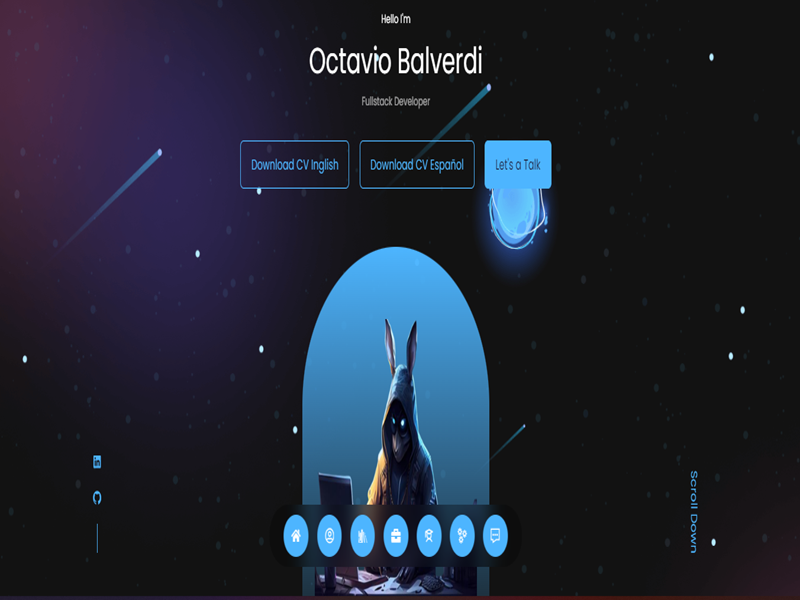 Hello I'm
Octavio Balverdi
Fullstack Developer
Download CV Inglish
Download CV Español
Let's a Talk
Scroll Down